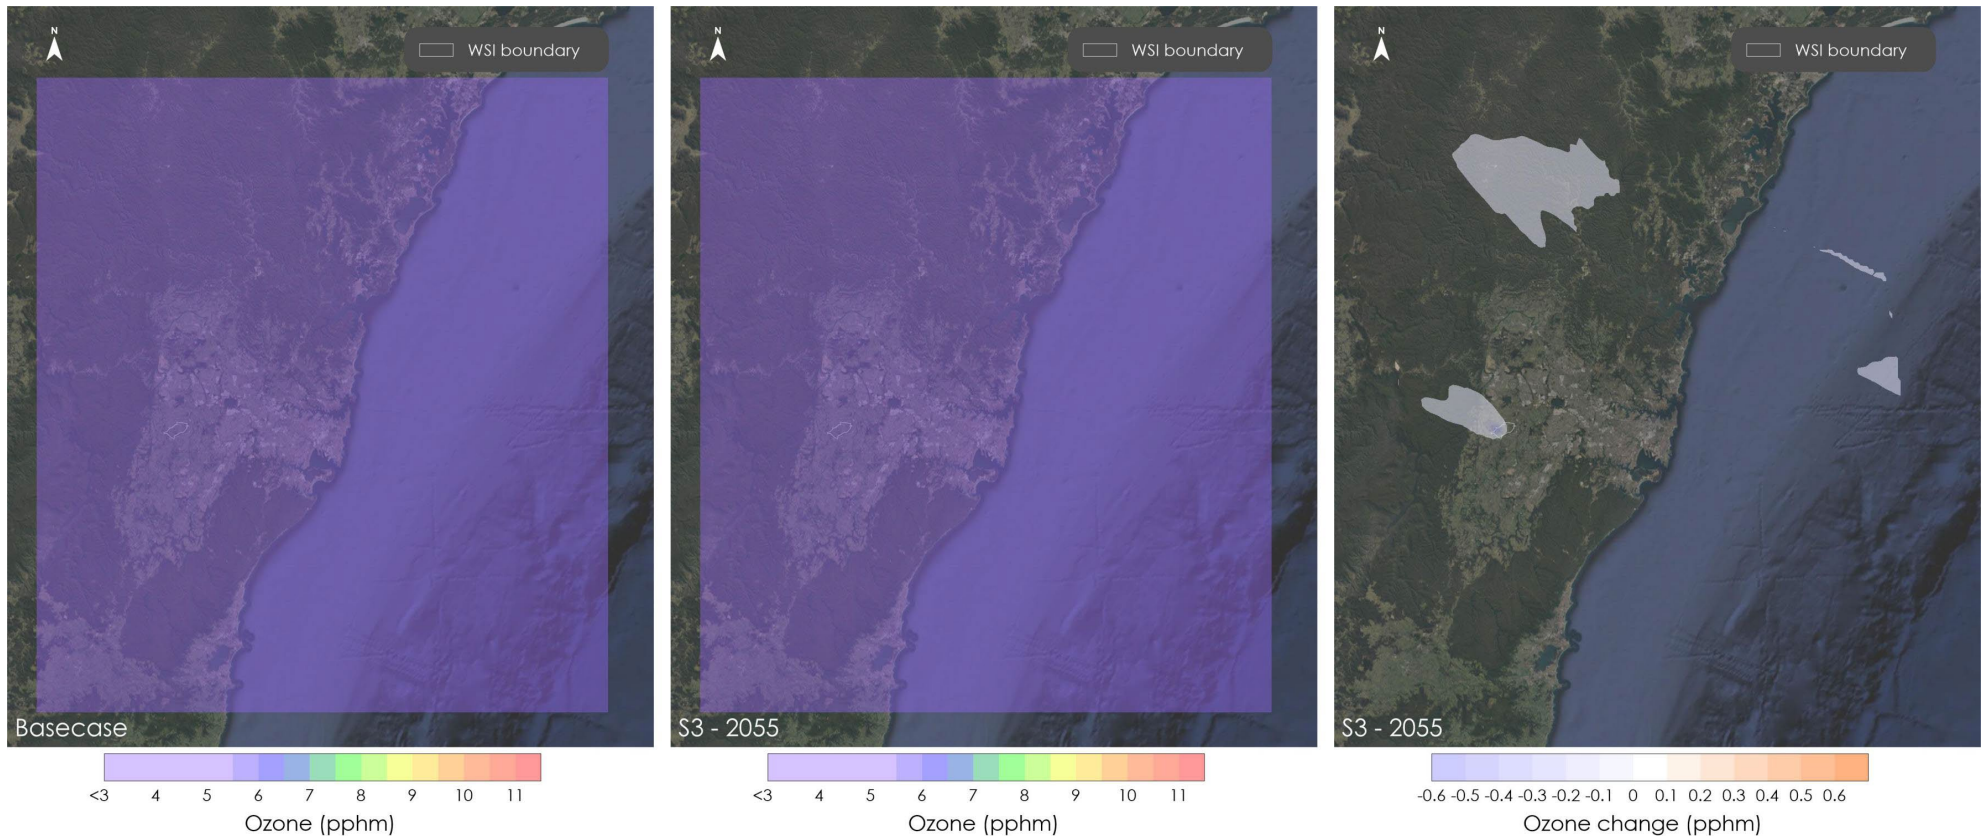 N
WSI boundary
N
WSI boundary
N
WSI boundary
Basecase
S3 - 2055
S3 - 2055
<3 4 5 6 7 8 9 10 11
Ozone (pphm)
<3 4 5 6 7 8 9 10 11
Ozone (pphm)
-0.6 -0.5 -0.4 -0.3 -0.2 -0.1 0 0.1 0.2 0.3 0.4 0.5 0.6
Ozone change (pphm)